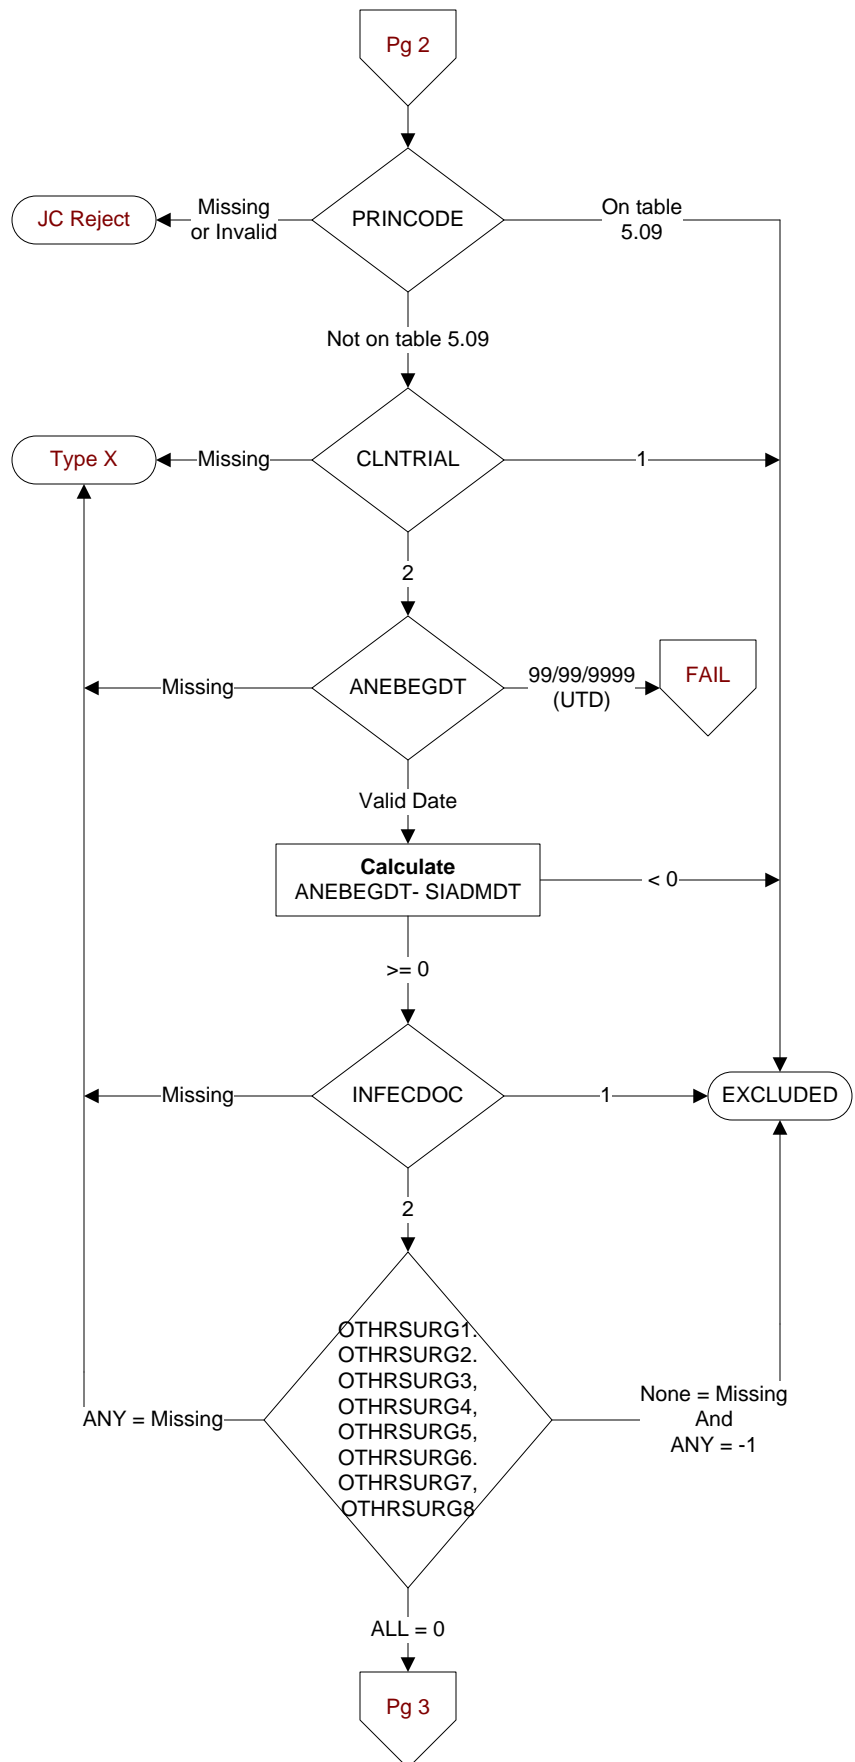 Pg 2
PRINCODE
JC Reject
Missing
or Invalid
On table
5.09
Not on table 5.09
Type X
Missing
CLNTRIAL
1
2
Missing
ANEBEGDT
99/99/9999
(UTD)
FAIL
Valid Date
Calculate
ANEBEGDT- SIADMDT
< 0
>= 0
Missing
INFECDOC
1
EXCLUDED
2
OTHRSURG1.
OTHRSURG2.
OTHRSURG3,
OTHRSURG4,
OTHRSURG5,
OTHRSURG6.
OTHRSURG7,
OTHRSURG8
ANY = Missing
None = Missing
And
ANY = -1
ALL = 0
Pg 3